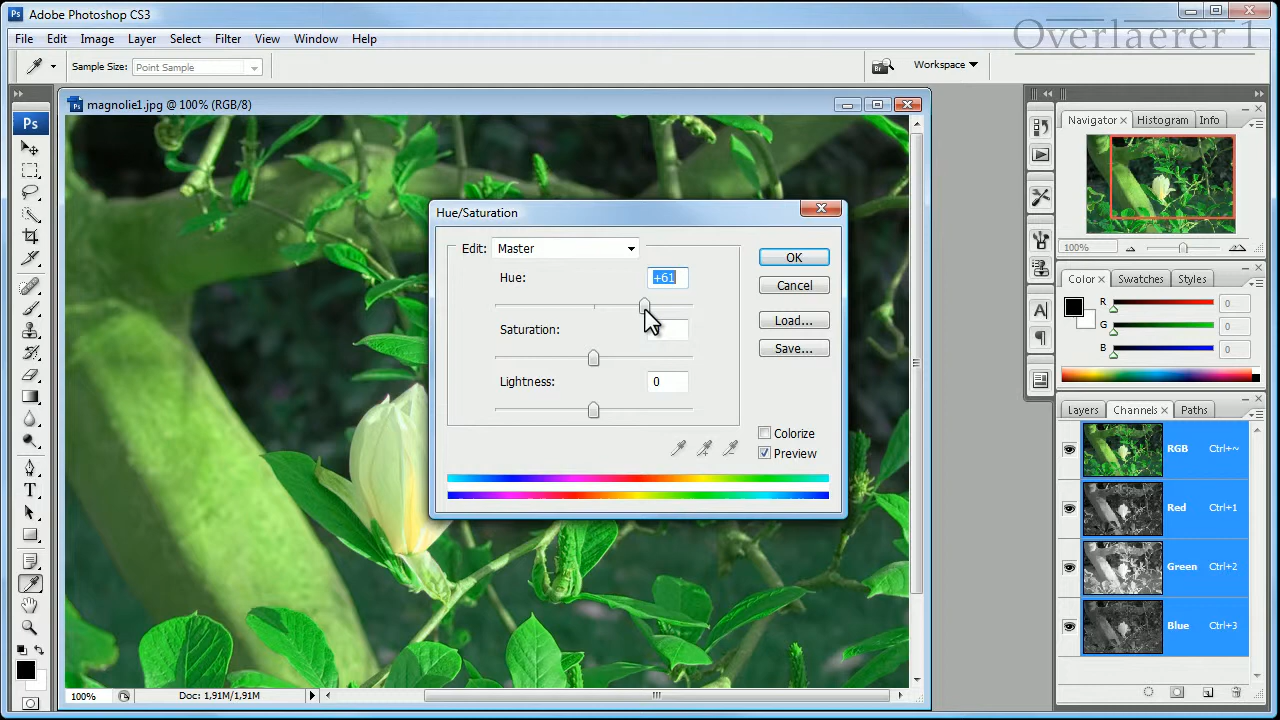 Adobe Photoshop CS3
Overlaerer 1
File Edit Image Layer Select Filter View Window Help
Sample Size: Point Sample
Br
Workspace
magnolie1.jpg @ 100% (RGB/8)
Ps
Navigator Histogram Info
100%
Color Swatches Styles
R 0
G 0
B 0
Layers Channels Paths
RGB Ctrl+~
Red Ctrl+1
Green Ctrl+2
Blue Ctrl+3
Hue/Saturation
Edit: Master
Hue: +61
Saturation:
Lightness: 0
OK
Cancel
Load...
Save...
Colorize
Preview
100% Doc: 1,91M/1,91M